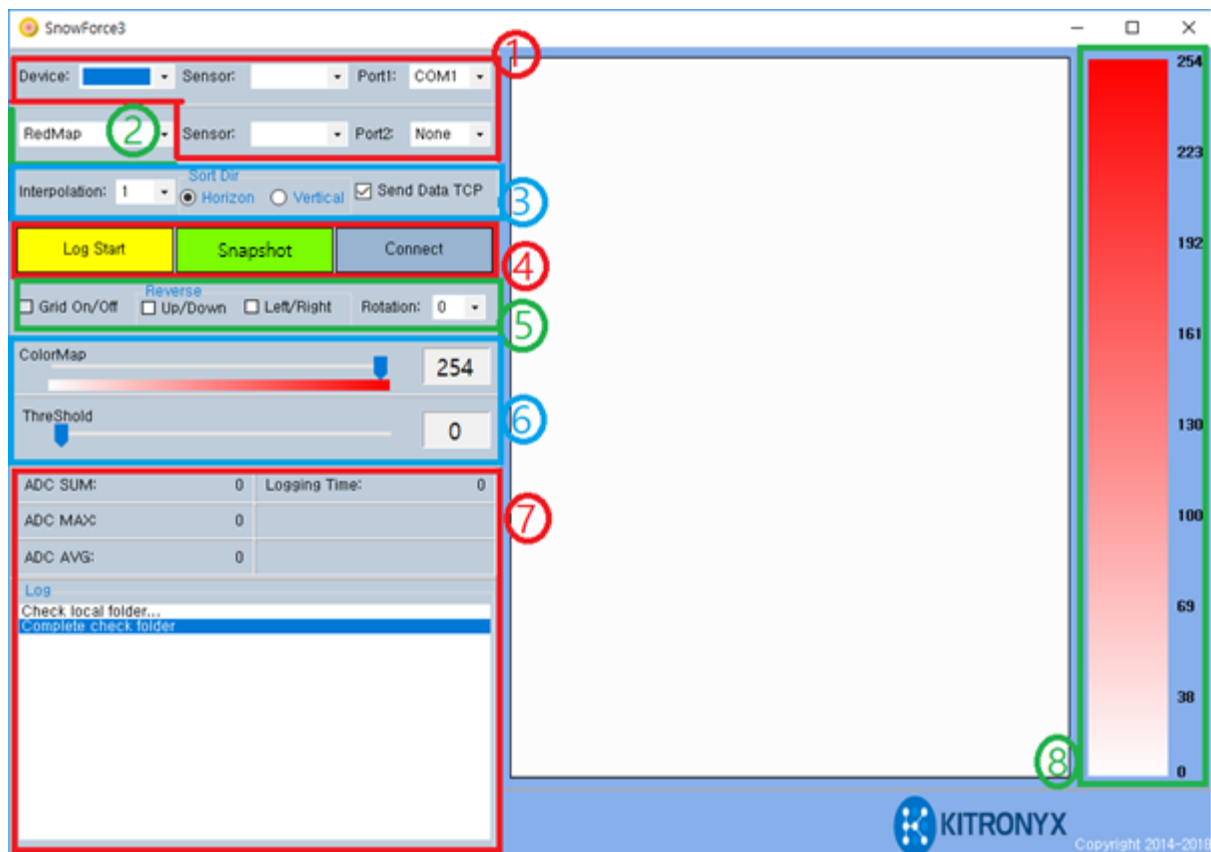 SnowForce3
①
Device: Sensor: Port1: COM1
RedMap ② Sensor: Port2: None
Sort Dir
Interpolation: 1 Horizon Vertical Send Data TCP ③
Log Start Snapshot Connect ④
Reverse
Grid On/Off Up/Down Left/Right Rotation: 0 ⑤
ColorMap
254
ThreShold
0
⑥
ADC SUM: 0 Logging Time: 0
ADC MAX: 0
⑦
ADC AVG: 0
Log
Check local folder...
Complete check folder
254
223
192
161
130
100
69
38
0
⑧
KITRONYX
Copyright 2014-2018